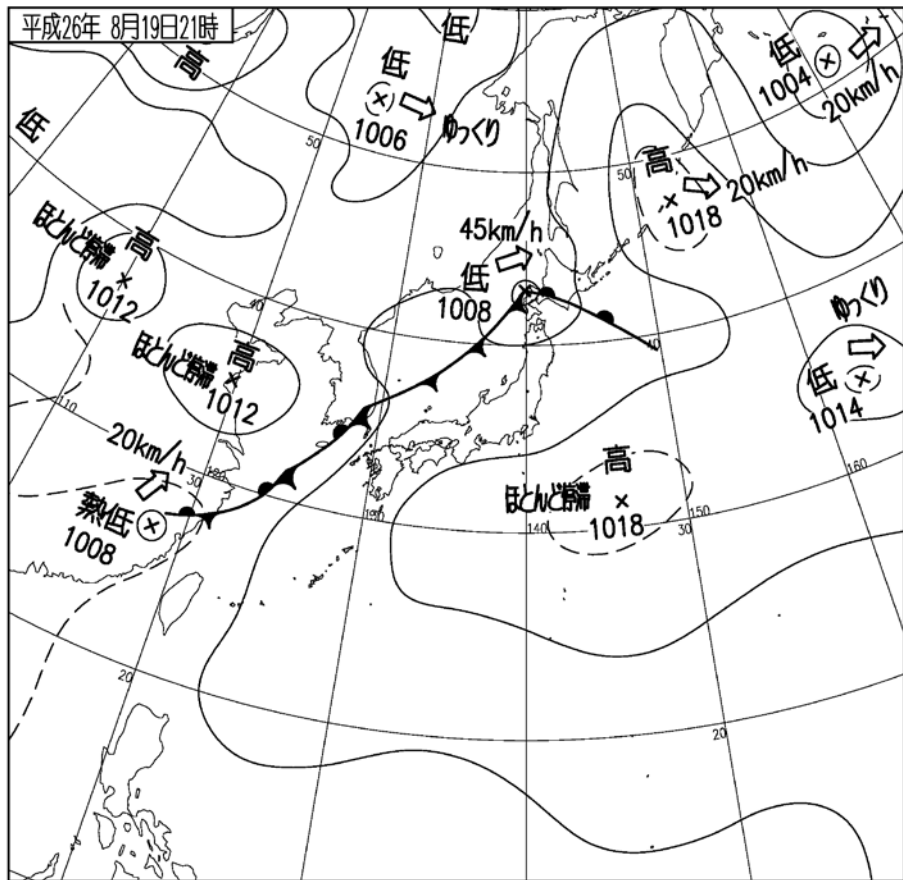 平成26年 8月19日21時
低
高
低
1006
ゆっくり
低
1004
20km/h
低
50
50
高
1018
20km/h
ほとんど停滞
高
1012
45km/h
低
1008
ゆっくり
低
1014
40
40
ほとんど停滞
高
1012
110
20km/h
120
30
熱低
1008
130
高
ほとんど停滞
1018
140
150
30
160
20
20